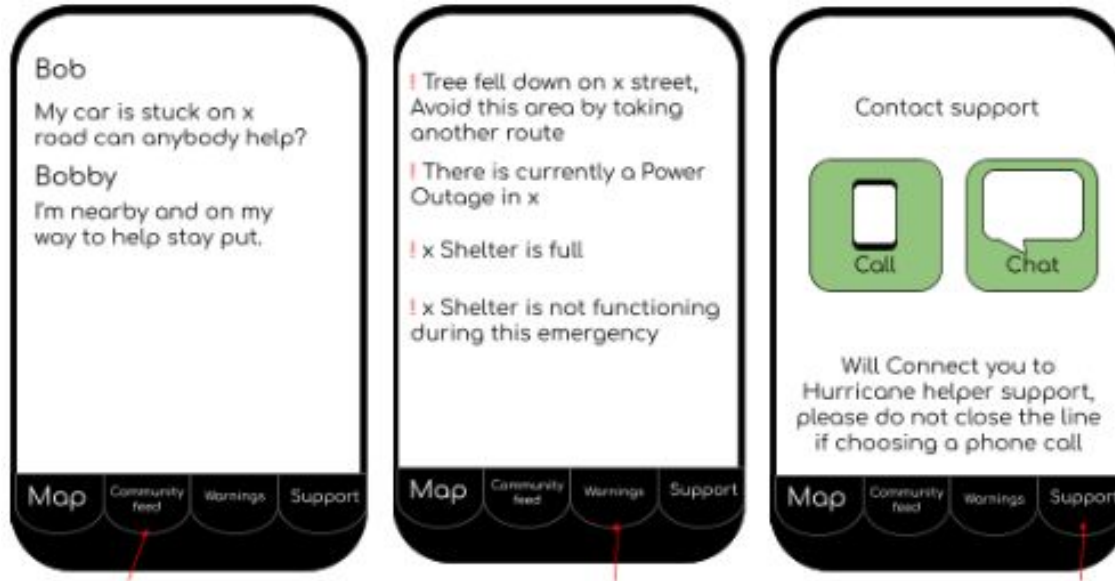 Bob
My car is stuck on x
road can anybody help?
Bobby
I'm nearby and on my
way to help stay put.
Map
Community
feed
Warnings
Support
! Tree fell down on x street,
Avoid this area by taking
another route
! There is currently a Power
Outage in x
! x Shelter is full
! x Shelter is not functioning
during this emergency
Map
Community
feed
Warnings
Support
Contact support
Call
Chat
Will Connect you to
Hurricane helper support,
please do not close the line
if choosing a phone call
Map
Community
feed
Warnings
Support